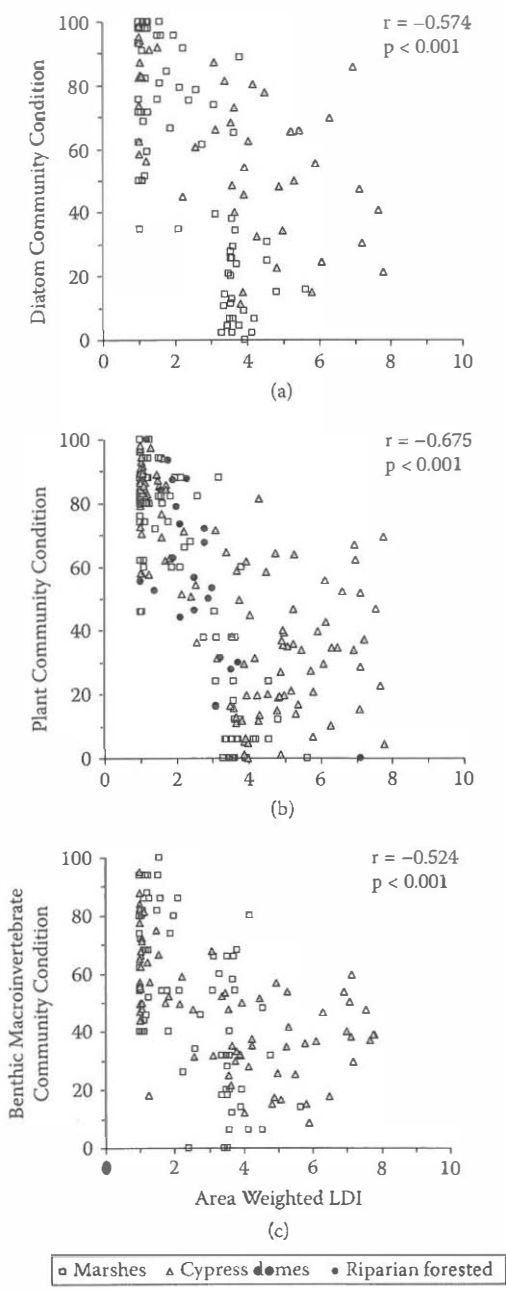 r = -0.574
p < 0.001
Diatom Community Condition
100
80
60
40
20
0
0 2 4 6 8 10
(a)
r = -0.675
p < 0.001
Plant Community Condition
100
80
60
40
20
0
0 2 4 6 8 10
(b)
r = -0.524
p < 0.001
Benthic Macroinvertebrate
Community Condition
100
80
60
40
20
0
2 4 6 8 10
Area Weighted LDI
(c)
Marshes Cypress domes Riparian forested